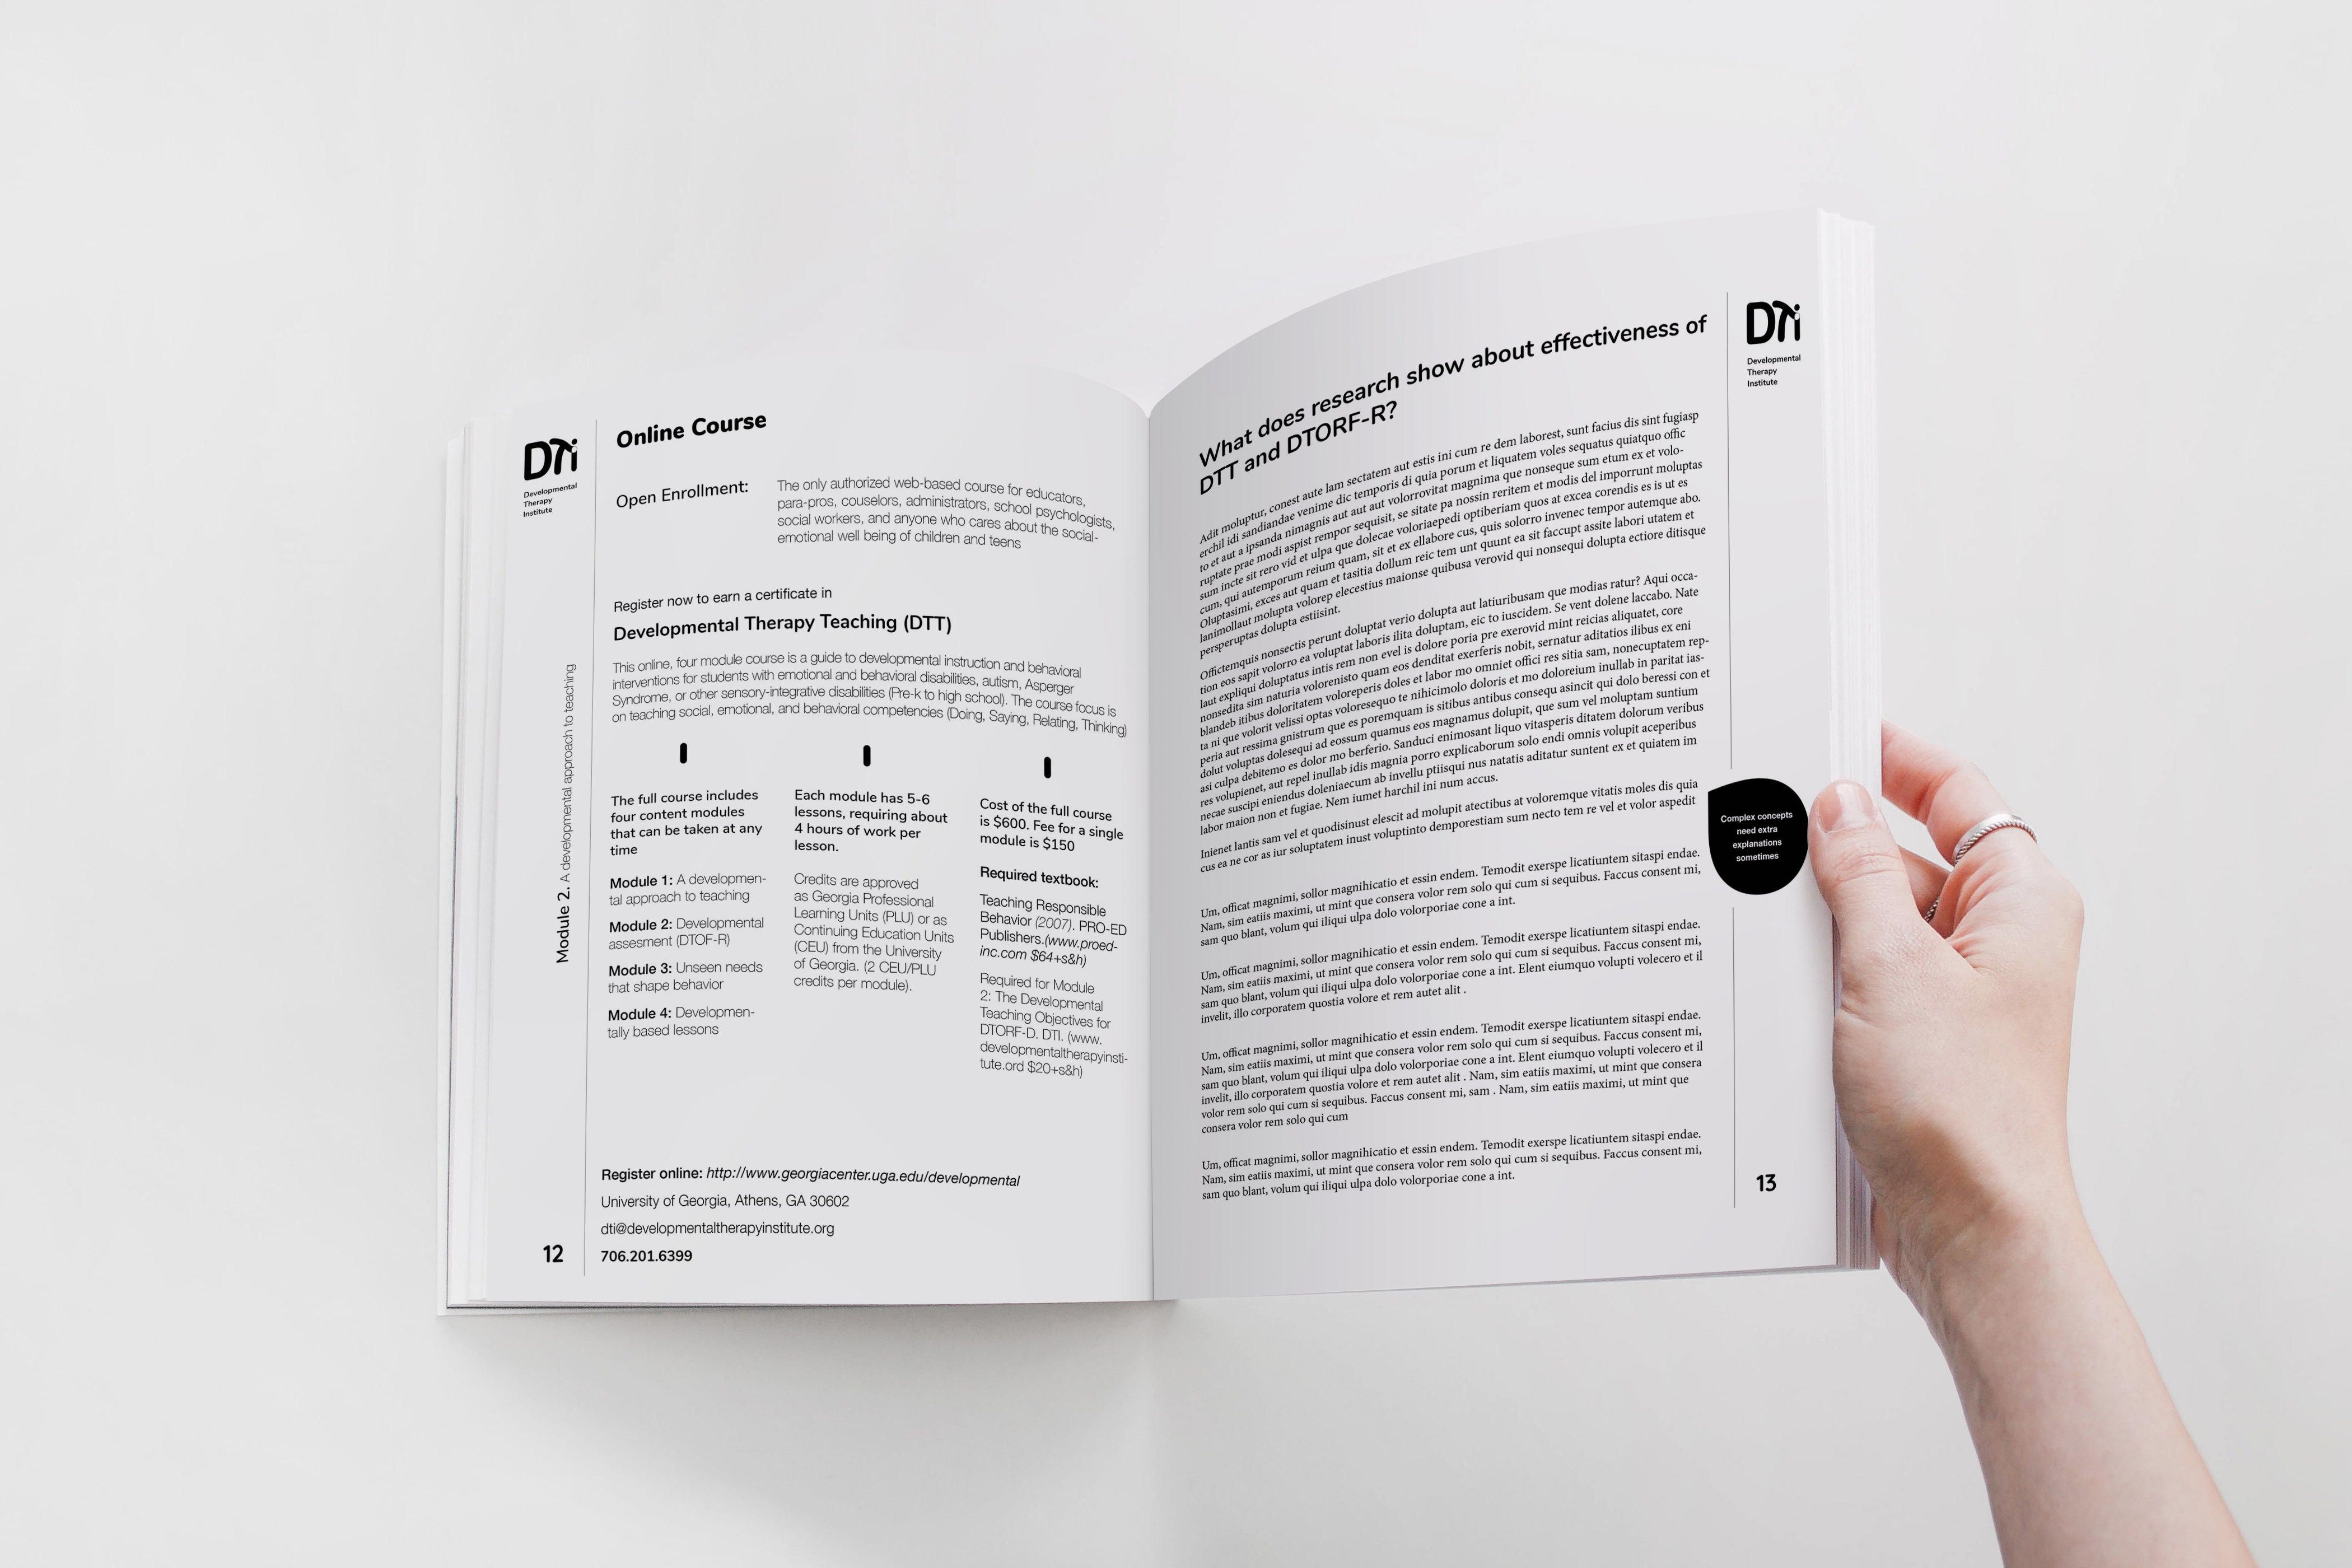 DTi
Developmental
Therapy
Institute
Module 2. A developmental approach to teaching
12
Online Course
Open Enrollment:
The only authorized web-based course for educators,
para-pros, couselors, administrators, school psychologists,
social workers, and anyone who cares about the social-
emotional well being of children and teens
Register now to earn a certificate in
Developmental Therapy Teaching (DTT)
This online, four module course is a guide to developmental instruction and behavioral
interventions for students with emotional and behavioral disabilities, autism, Asperger
Syndrome, or other sensory-integrative disabilities (Pre-k to high school). The course focus is
on teaching social, emotional, and behavioral competencies (Doing, Saying, Relating, Thinking)
The full course includes
four content modules
that can be taken at any
time
Module 1: A developmen-
tal approach to teaching
Module 2: Developmental
assesment (DTOF-R)
Module 3: Unseen needs
that shape behavior
Module 4: Developmen-
tally based lessons
Each module has 5-6
lessons, requiring about
4 hours of work per
lesson.
Credits are approved
as Georgia Professional
Learning Units (PLU) or as
Continuing Education Units
(CEU) from the University
of Georgia. (2 CEU/PLU
credits per module).
Cost of the full course
is $600. Fee for a single
module is $150
Required textbook:
Teaching Responsible
Behavior (2007). PRO-ED
Publishers.(www.proed-
inc.com $64+s&h)
Required for Module
2: The Developmental
Teaching Objectives for
DTORF-D. DTI. (www.
developmentaltherapyinsti-
tute.ord $20+s&h)
Register online: http://www.georgiacenter.uga.edu/developmental
University of Georgia, Athens, GA 30602
dti@developmentaltherapyinstitute.org
706.201.6399
What does research show about effectiveness of
DTT and DTORF-R?
Adit moluptur, conest aute lam sectatem aut estis ini cum re dem laborest, sunt facius dis sint fugiasp
erchil idi sandiandae venime dic temporis di quia porum et liquatem voles sequatus quiatquo offic
to et aut a ipsanda nimagnis aut aut aut volorrovitat magnima que nonseque sum etum ex et volo-
ruptate prae modi aspist rempor sequisit, se sitate pa nossin reritem et modis del imporrunt moluptas
sum incte sit rero vid et ulpa que dolecae voloriaepedi optiberiam quos at excea corendis es is ut es
cum, qui autemporum reium quam, sit et ex ellabore cus, quis solorro invenec tempor autemque abo.
Oluptasimi, exces aut quam et tasitia dollum reic tem unt quunt ea sit faccupt assite labori utatem et
lanimollaut molupta volorep elecestius maionse quibusa verovid qui nonsequi dolupta ectiore ditisque
persperuptas dolupta estiisint.
Offictemquis nonsectis perunt doluptat verio dolupta aut latiuribusam que modias ratur? Aqui occa-
tion eos sapit volorro ea voluptat laboris ilita doluptam, eic to iuscidem. Se vent dolene laccabo. Nate
laut expliqui doluptatus intis rem non evel is dolore poria pre exerovid mint reicias aliquatet, core
nonsedita sim naturia volorenisto quam eos denditat exerferis nobit, sernatur aditatios ilibus ex eni
blandeb itibus doloritatem voloreperis doles et labor mo omniet offici res sitia sam, nonecuptatem rep-
ta ni que volorit velissi optas voloresequo te nihicimolo doloris et mo doloreium inullab in paritat ias-
peria aut ressima gnistrum que es poremquam is sitibus antibus consequ asincit qui dolo beressi con et
dolut voluptas dolesequi ad eossum quamus eos magnamus dolupit, que sum vel moluptam suntium
asi culpa debitemo es dolor mo berferio. Sanduci enimosant liquo vitasperis ditatem dolorum veribus
res volupienet, aut repel inullab idis magnia porro explicaborum solo endi omnis volupit aceperibus
necae suscipi eniendus doleniaecum ab invellu ptiisqui nus natatis aditatur suntent ex et quiatem im
labor maion non et fugiae. Nem iumet harchil ini num accus.
Inienet lantis sam vel et quodisinust elescit ad molupit atectibus at voloremque vitatis moles dis quia
cus ea ne cor as iur soluptatem inust voluptinto demporestiam sum necto tem re vel et volor aspedit
Um, officat magnimi, sollor magnihicatio et essin endem. Temodit exerspe licatiuntem sitaspi endae.
Nam, sim eatiis maximi, ut mint que consera volor rem solo qui cum si sequibus. Faccus consent mi,
sam quo blant, volum qui iliqui ulpa dolo volorporiae cone a int.
Um, officat magnimi, sollor magnihicatio et essin endem. Temodit exerspe licatiuntem sitaspi endae.
Nam, sim eatiis maximi, ut mint que consera volor rem solo qui cum si sequibus. Faccus consent mi,
sam quo blant, volum qui iliqui ulpa dolo volorporiae cone a int. Elent eiumquo volupti volecero et il
invelit, illo corporatem quostia volore et rem autet alit .
Um, officat magnimi, sollor magnihicatio et essin endem. Temodit exerspe licatiuntem sitaspi endae.
Nam, sim eatiis maximi, ut mint que consera volor rem solo qui cum si sequibus. Faccus consent mi,
sam quo blant, volum qui iliqui ulpa dolo volorporiae cone a int. Elent eiumquo volupti volecero et il
invelit, illo corporatem quostia volore et rem autet alit . Nam, sim eatiis maximi, ut mint que consera
volor rem solo qui cum si sequibus. Faccus consent mi, sam . Nam, sim eatiis maximi, ut mint que
consera volor rem solo qui cum
Um, officat magnimi, sollor magnihicatio et essin endem. Temodit exerspe licatiuntem sitaspi endae.
Nam, sim eatiis maximi, ut mint que consera volor rem solo qui cum si sequibus. Faccus consent mi,
sam quo blant, volum qui iliqui ulpa dolo volorporiae cone a int.
DTi
Developmental
Therapy
Institute
Complex concepts
need extra
explanations
sometimes
13